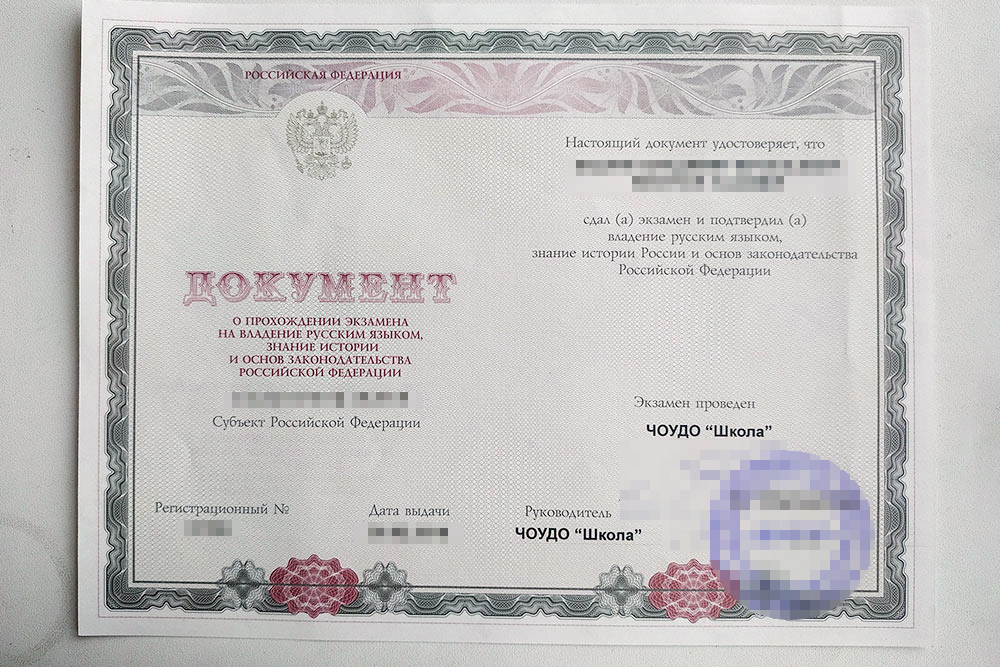 РОССИЙСКАЯ ФЕДЕРАЦИЯ
ДОКУМЕНТ
О ПРОХОЖДЕНИИ ЭКЗАМЕНА
НА ВЛАДЕНИЕ РУССКИМ ЯЗЫКОМ,
ЗНАНИЕ ИСТОРИИ
И ОСНОВ ЗАКОНОДАТЕЛЬСТВА
РОССИЙСКОЙ ФЕДЕРАЦИИ
Субъект Российской Федерации
Регистрационный №
Дата выдачи
Настоящий документ удостоверяет, что
сдал (а) экзамен и подтвердил (а)
владение русским языком,
знание истории России и основ законодательства
Российской Федерации
Экзамен проведен
ЧОУДО “Школа”
Руководитель
ЧОУДО “Школа”